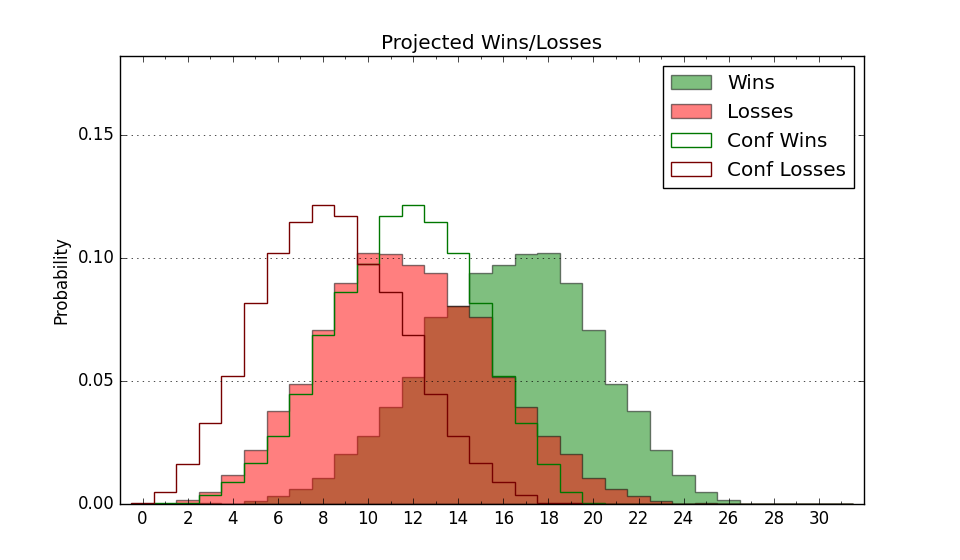 Projected Wins/Losses
Wins
Losses
Conf Wins
Conf Losses
Probability
0.15
0.10
0.05
0.00
0 2 4 6 8 10 12 14 16 18 20 22 24 26 28 30